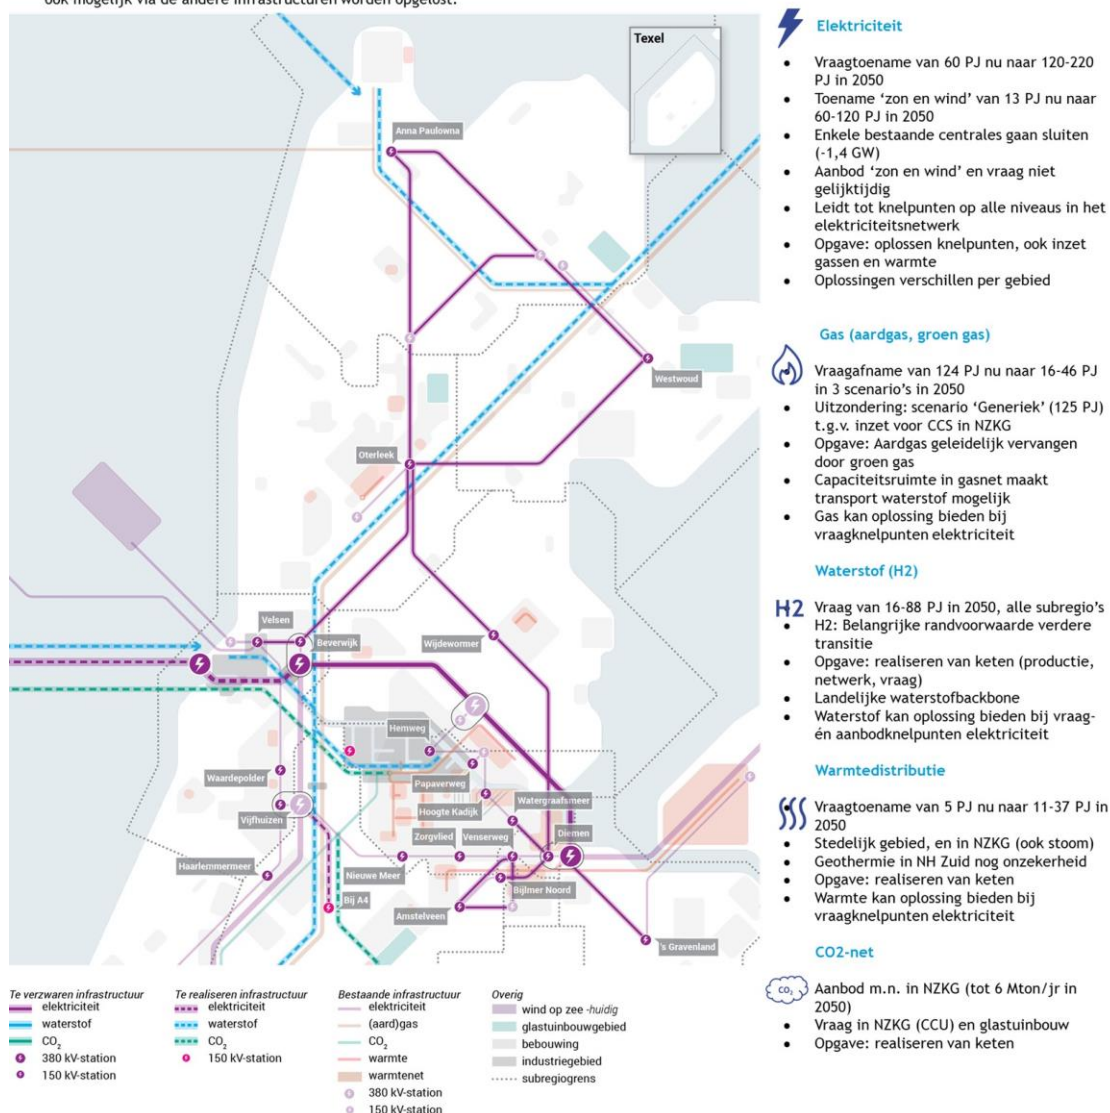 ook mogelijk via de andere infrastructuren worden opgelost.
Texel
Anna Paulowna
Westwoud
Oterleek
Velsen
Beverwijk
Wijdewormer
Hemweg
Waardepolder
Papaverweg
Vijfhuizen
Hoogte Kadijk
Watergraafsmeer
Zorgvlied
Venserweg
Diemen
Haarlemmermeer
Nieuwe Meer
Bijlmer Noord
Bij A4
Amstelveen
's Gravenland
Te verzwaren infrastructuur
elektriciteit
waterstof
CO2
380 kV-station
150 kV-station
Te realiseren infrastructuur
elektriciteit
waterstof
CO2
150 kV-station
Bestaande infrastructuur
elektriciteit
(aard)gas
CO2
warmte
warmtenet
380 kV-station
150 kV-station
Overig
wind op zee -huidig
glastuinbouwgebied
bebouwing
industriegebied
subregiogrens
Elektriciteit
• Vraagtoename van 60 PJ nu naar 120-220
PJ in 2050
• Toename ‘zon en wind’ van 13 PJ nu naar
60-120 PJ in 2050
• Enkele bestaande centrales gaan sluiten
(-1,4 GW)
• Aanbod ‘zon en wind’ en vraag niet
gelijktijdig
• Leidt tot knelpunten op alle niveaus in het
elektriciteitsnetwerk
• Opgave: oplossen knelpunten, ook inzet
gassen en warmte
• Oplossingen verschillen per gebied
Gas (aardgas, groen gas)
• Vraagafname van 124 PJ nu naar 16-46 PJ
in 3 scenario’s in 2050
• Uitzondering: scenario ‘Generiek’ (125 PJ)
t.g.v. inzet voor CCS in NZKG
• Opgave: Aardgas geleidelijk vervangen
door groen gas
• Capaciteitsruimte in gasnet maakt
transport waterstof mogelijk
• Gas kan oplossing bieden bij
vraagknelpunten elektriciteit
Waterstof (H2)
H2 Vraag van 16-88 PJ in 2050, alle subregio’s
• H2: Belangrijke randvoorwaarde verdere
transitie
• Opgave: realiseren van keten (productie,
netwerk, vraag)
• Landelijke waterstofbackbone
• Waterstof kan oplossing bieden bij vraag-
én aanbodknelpunten elektriciteit
Warmtedistributie
• Vraagtoename van 5 PJ nu naar 11-37 PJ in
2050
• Stedelijk gebied, en in NZKG (ook stoom)
• Geothermie in NH Zuid nog onzekerheid
• Opgave: realiseren van keten
• Warmte kan oplossing bieden bij
vraagknelpunten elektriciteit
CO2-net
CO2 Aanbod m.n. in NZKG (tot 6 Mton/jr in
2050)
• Vraag in NZKG (CCU) en glastuinbouw
• Opgave: realiseren van keten